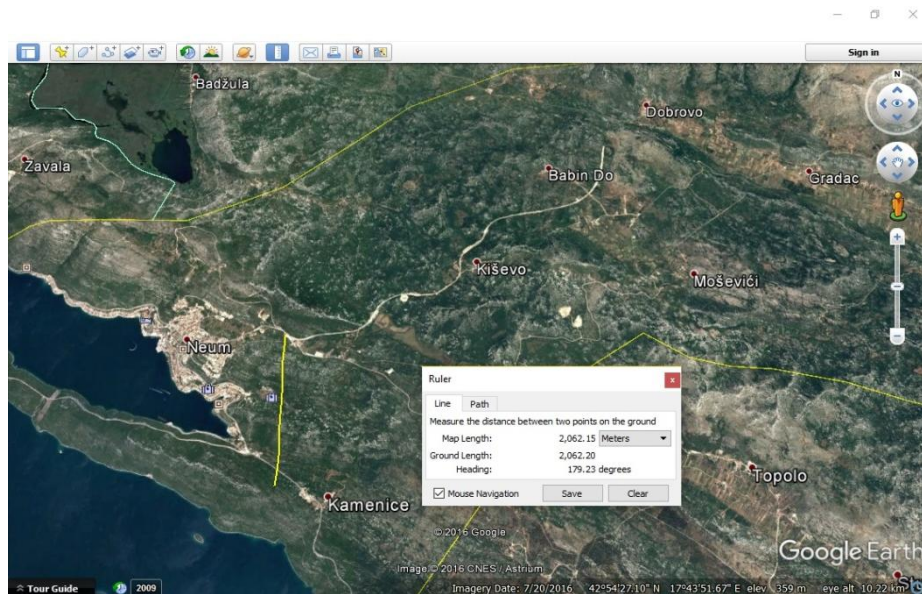 Sign in
N
Badžula
Dobrovo
Zavala
Babin Do
Gradac
Kiševo
Moševići
Neum
Ruler
Line Path
Measure the distance between two points on the ground
Map Length: 2,062.15 Meters
Ground Length: 2,062.20
Heading: 179.23 degrees
Mouse Navigation Save Clear
Topolo
Kamenice
© 2016 Google
Google Earth
Image © 2016 CNES / Astrium
Tour Guide 2009 Imagery Date: 7/20/2016 42°54'27.10" N 17°43'51.67" E elev 359 m eye alt 10.22 km